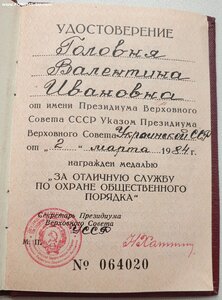 УДОСТОВЕРЕНИЕ
Головня
Валентина
Ивановна
от имени Президиума Верховного
Совета СССР Указом Президиума
Верховного Совета Украинской ССР
от „2" марта 1984 г.
награжден медалью
„ЗА ОТЛИЧНУЮ СЛУЖБУ
ПО ОХРАНЕ ОБЩЕСТВЕННОГО
ПОРЯДКА"
Секретарь Президиума
Верховного Совета
УССР
М. П.
№ 064020